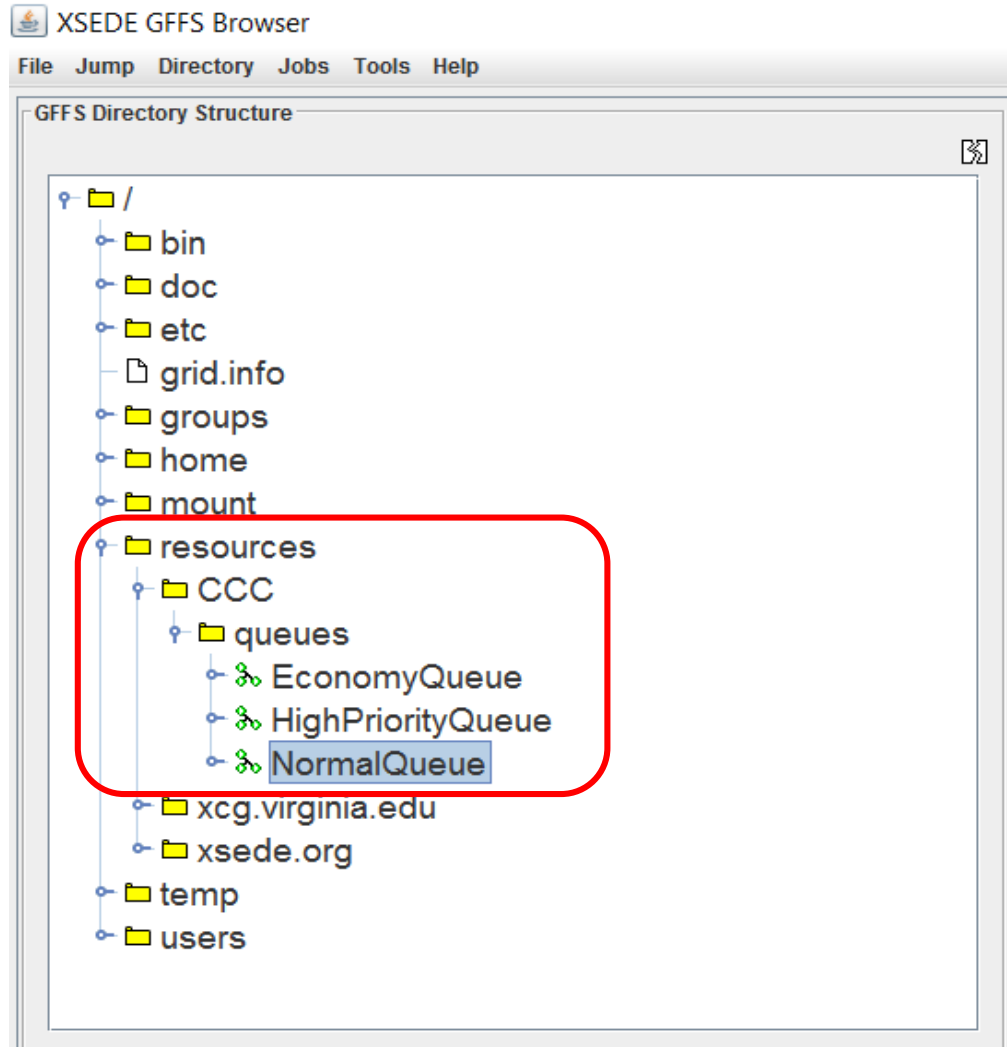 XSEDE GFFS Browser
File Jump Directory Jobs Tools Help
GFFS Directory Structure
/
bin
doc
etc
grid.info
groups
home
mount
resources
CCC
queues
EconomyQueue
HighPriorityQueue
NormalQueue
xcg.virginia.edu
xsede.org
temp
users